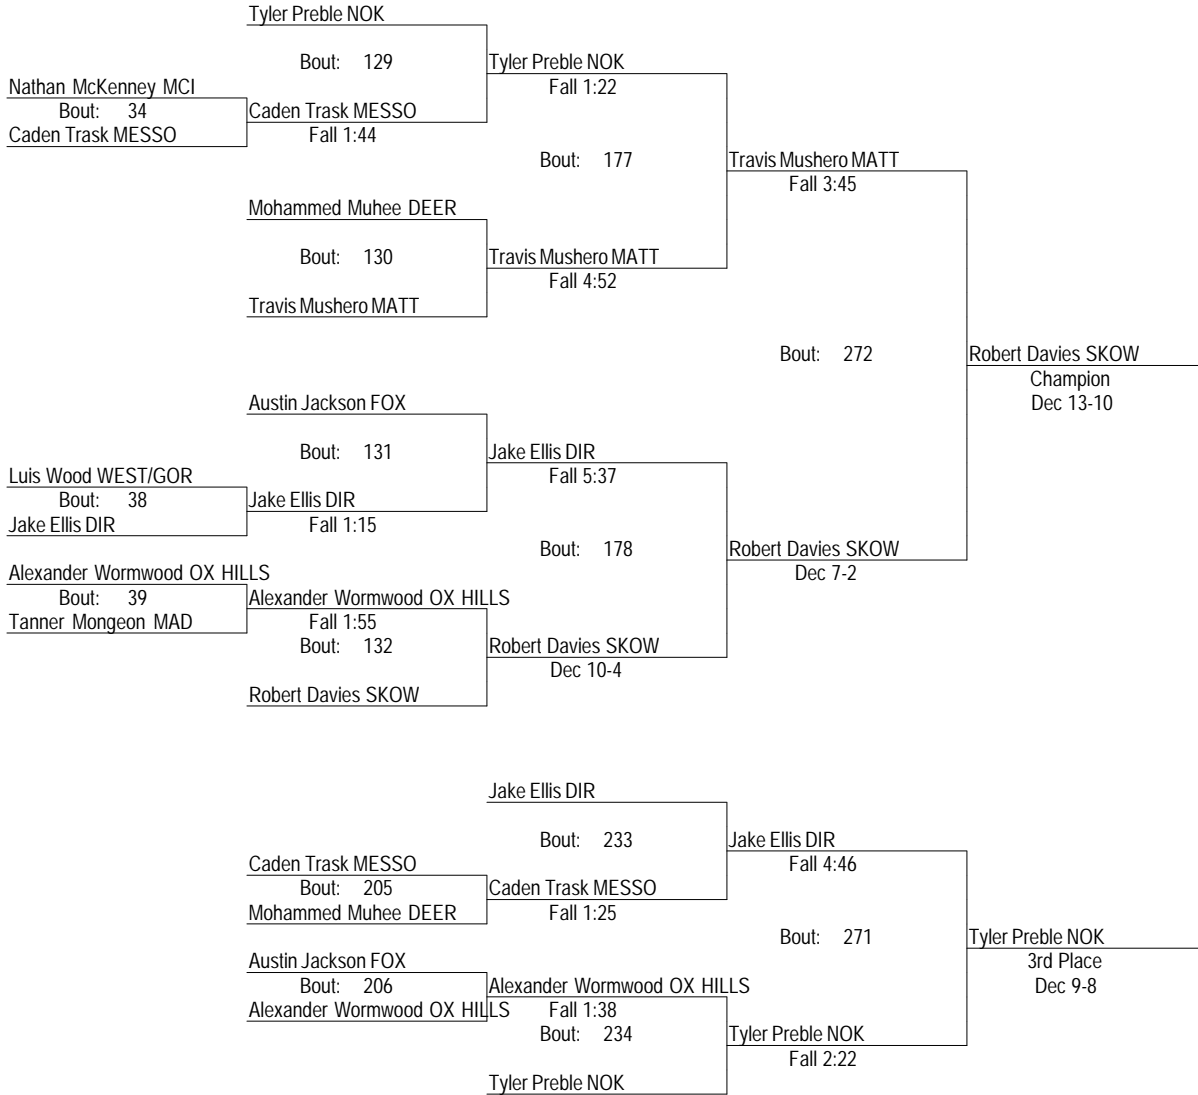 Tyler Preble NOK
Bout: 129
Tyler Preble NOK
Fall 1:22
Nathan McKenney MCI
Bout: 34
Caden Trask MESSO
Caden Trask MESSO
Fall 1:44
Bout: 177
Travis Mushero MATT
Fall 3:45
Mohammed Muhee DEER
Bout: 130
Travis Mushero MATT
Fall 4:52
Travis Mushero MATT
Bout: 272
Robert Davies SKOW
Champion
Dec 13-10
Austin Jackson FOX
Bout: 131
Jake Ellis DIR
Fall 5:37
Luis Wood WEST/GOR
Bout: 38
Jake Ellis DIR
Jake Ellis DIR
Fall 1:15
Bout: 178
Robert Davies SKOW
Dec 7-2
Alexander Wormwood OX HILLS
Bout: 39
Tanner Mongeon MAD
Alexander Wormwood OX HILLS
Fall 1:55
Bout: 132
Robert Davies SKOW
Dec 10-4
Robert Davies SKOW
Jake Ellis DIR
Bout: 233
Jake Ellis DIR
Fall 4:46
Caden Trask MESSO
Bout: 205
Mohammed Muhee DEER
Caden Trask MESSO
Fall 1:25
Bout: 271
Tyler Preble NOK
3rd Place
Dec 9-8
Austin Jackson FOX
Bout: 206
Alexander Wormwood OX HILLS
Alexander Wormwood OX HILLS
Fall 1:38
Bout: 234
Tyler Preble NOK
Fall 2:22
Tyler Preble NOK